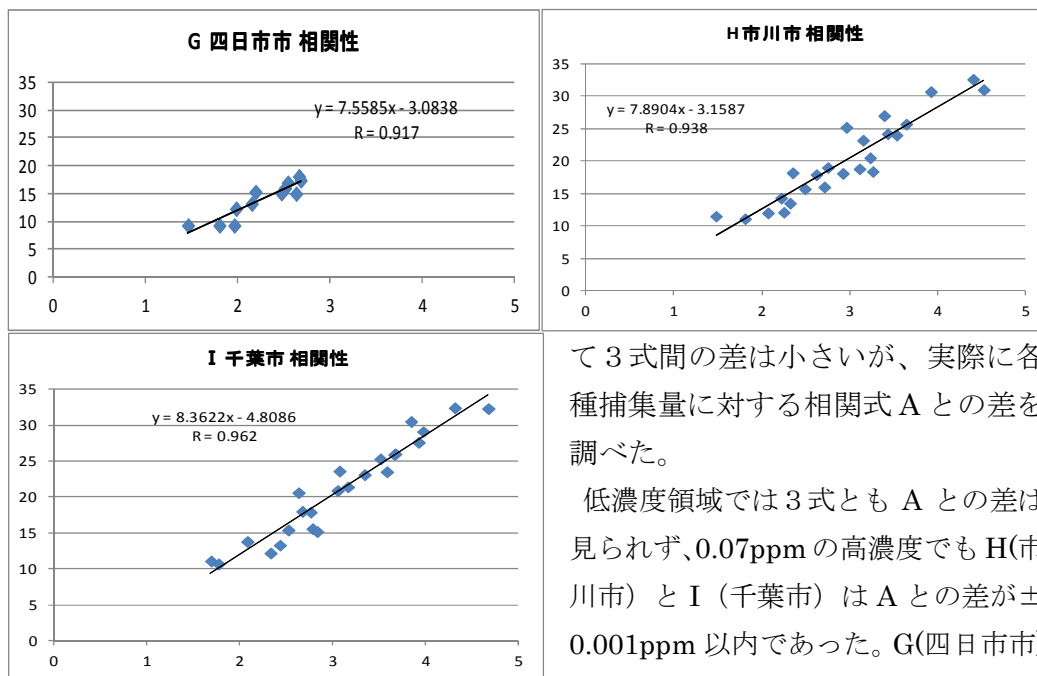 G 四日市市 相関性
y = 7.5585x - 3.0838
R = 0.917
35
30
25
20
15
10
5
0
0 1 2 3 4 5
H市川市 相関性
y = 7.8904x - 3.1587
R = 0.938
35
30
25
20
15
10
5
0
0 1 2 3 4 5
I 千葉市 相関性
y = 8.3622x - 4.8086
R = 0.962
35
30
25
20
15
10
5
0
0 1 2 3 4 5
て３式間の差は小さいが、実際に各
種捕集量に対する相関式 A との差を
調べた。
低濃度領域では３式とも A との差は
見られず、0.07ppm の高濃度でも H(市
川市）と I（千葉市）は A との差が±
0.001ppm 以内であった。G(四日市市)